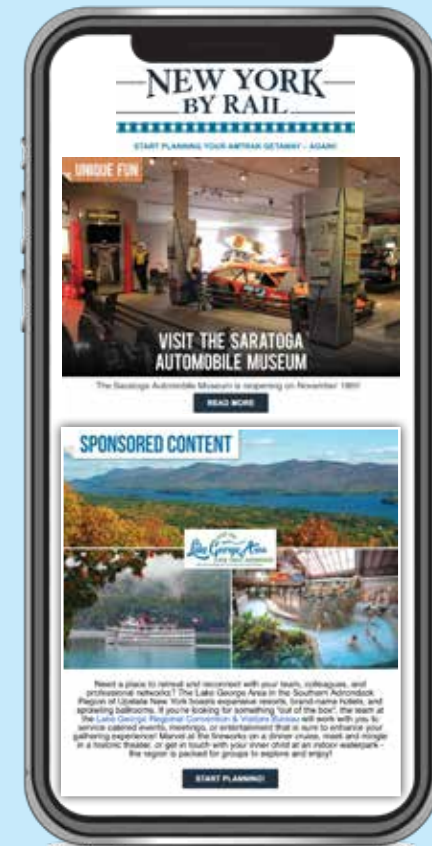 NEW YORK
BY RAIL
START PLANNING YOUR AMTRAK GETAWAY – AGAIN!
UNIQUE FUN
VISIT THE SARATOGA
AUTOMOBILE MUSEUM
The Saratoga Automobile Museum is reopening on November 18th!
READ MORE
SPONSORED CONTENT
Lake George Area
Need a place to retreat and reconnect with your team, colleagues, and
professional networks? The Lake George Area in the Southern Adirondack
Region of Upstate New York boasts expansive resorts, brand-name hotels, and
sprawling ballrooms. If you're looking for something "out of the box", the team at
the Lake George Regional Convention & Visitors Bureau will work with you to
service catered events, meetings, or entertainment that is sure to enhance your
gathering experience! Marvel at the fireworks on a dinner cruise, meet and mingle
in a historic theater, or get in touch with your inner child at an indoor waterpark -
the region is packed for groups to explore and enjoy!
START PLANNING!